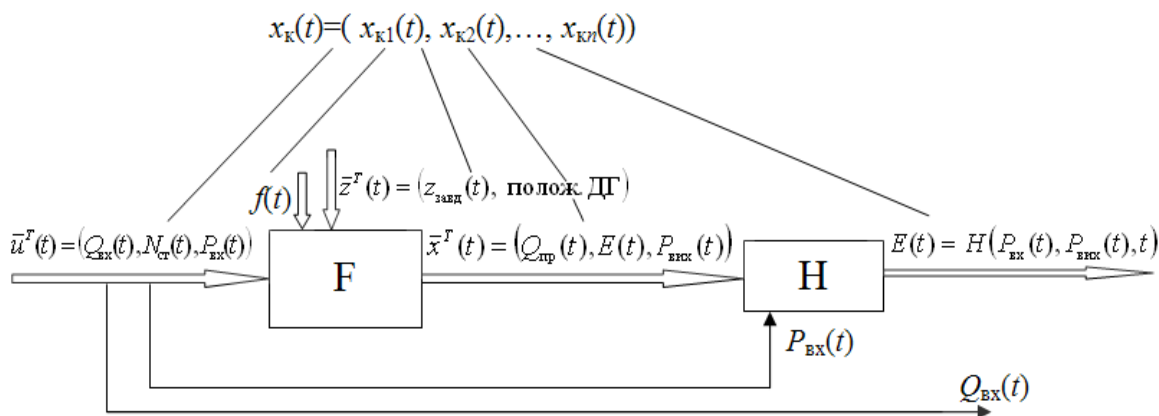 xк(t)=( xк1(t), xк2(t),…, xкn(t))
f(t)
z̄ᵀ(t) = (zзавд(t), полож. ДГ)
ūᵀ(t)=(Qвх(t),Nст(t),Pвх(t))
F
x̄ᵀ(t) = (Qпр(t), E(t), Pвих(t))
H
E(t) = H(Pвх(t), Pвих(t),t)
Pвх(t)
Qвх(t)